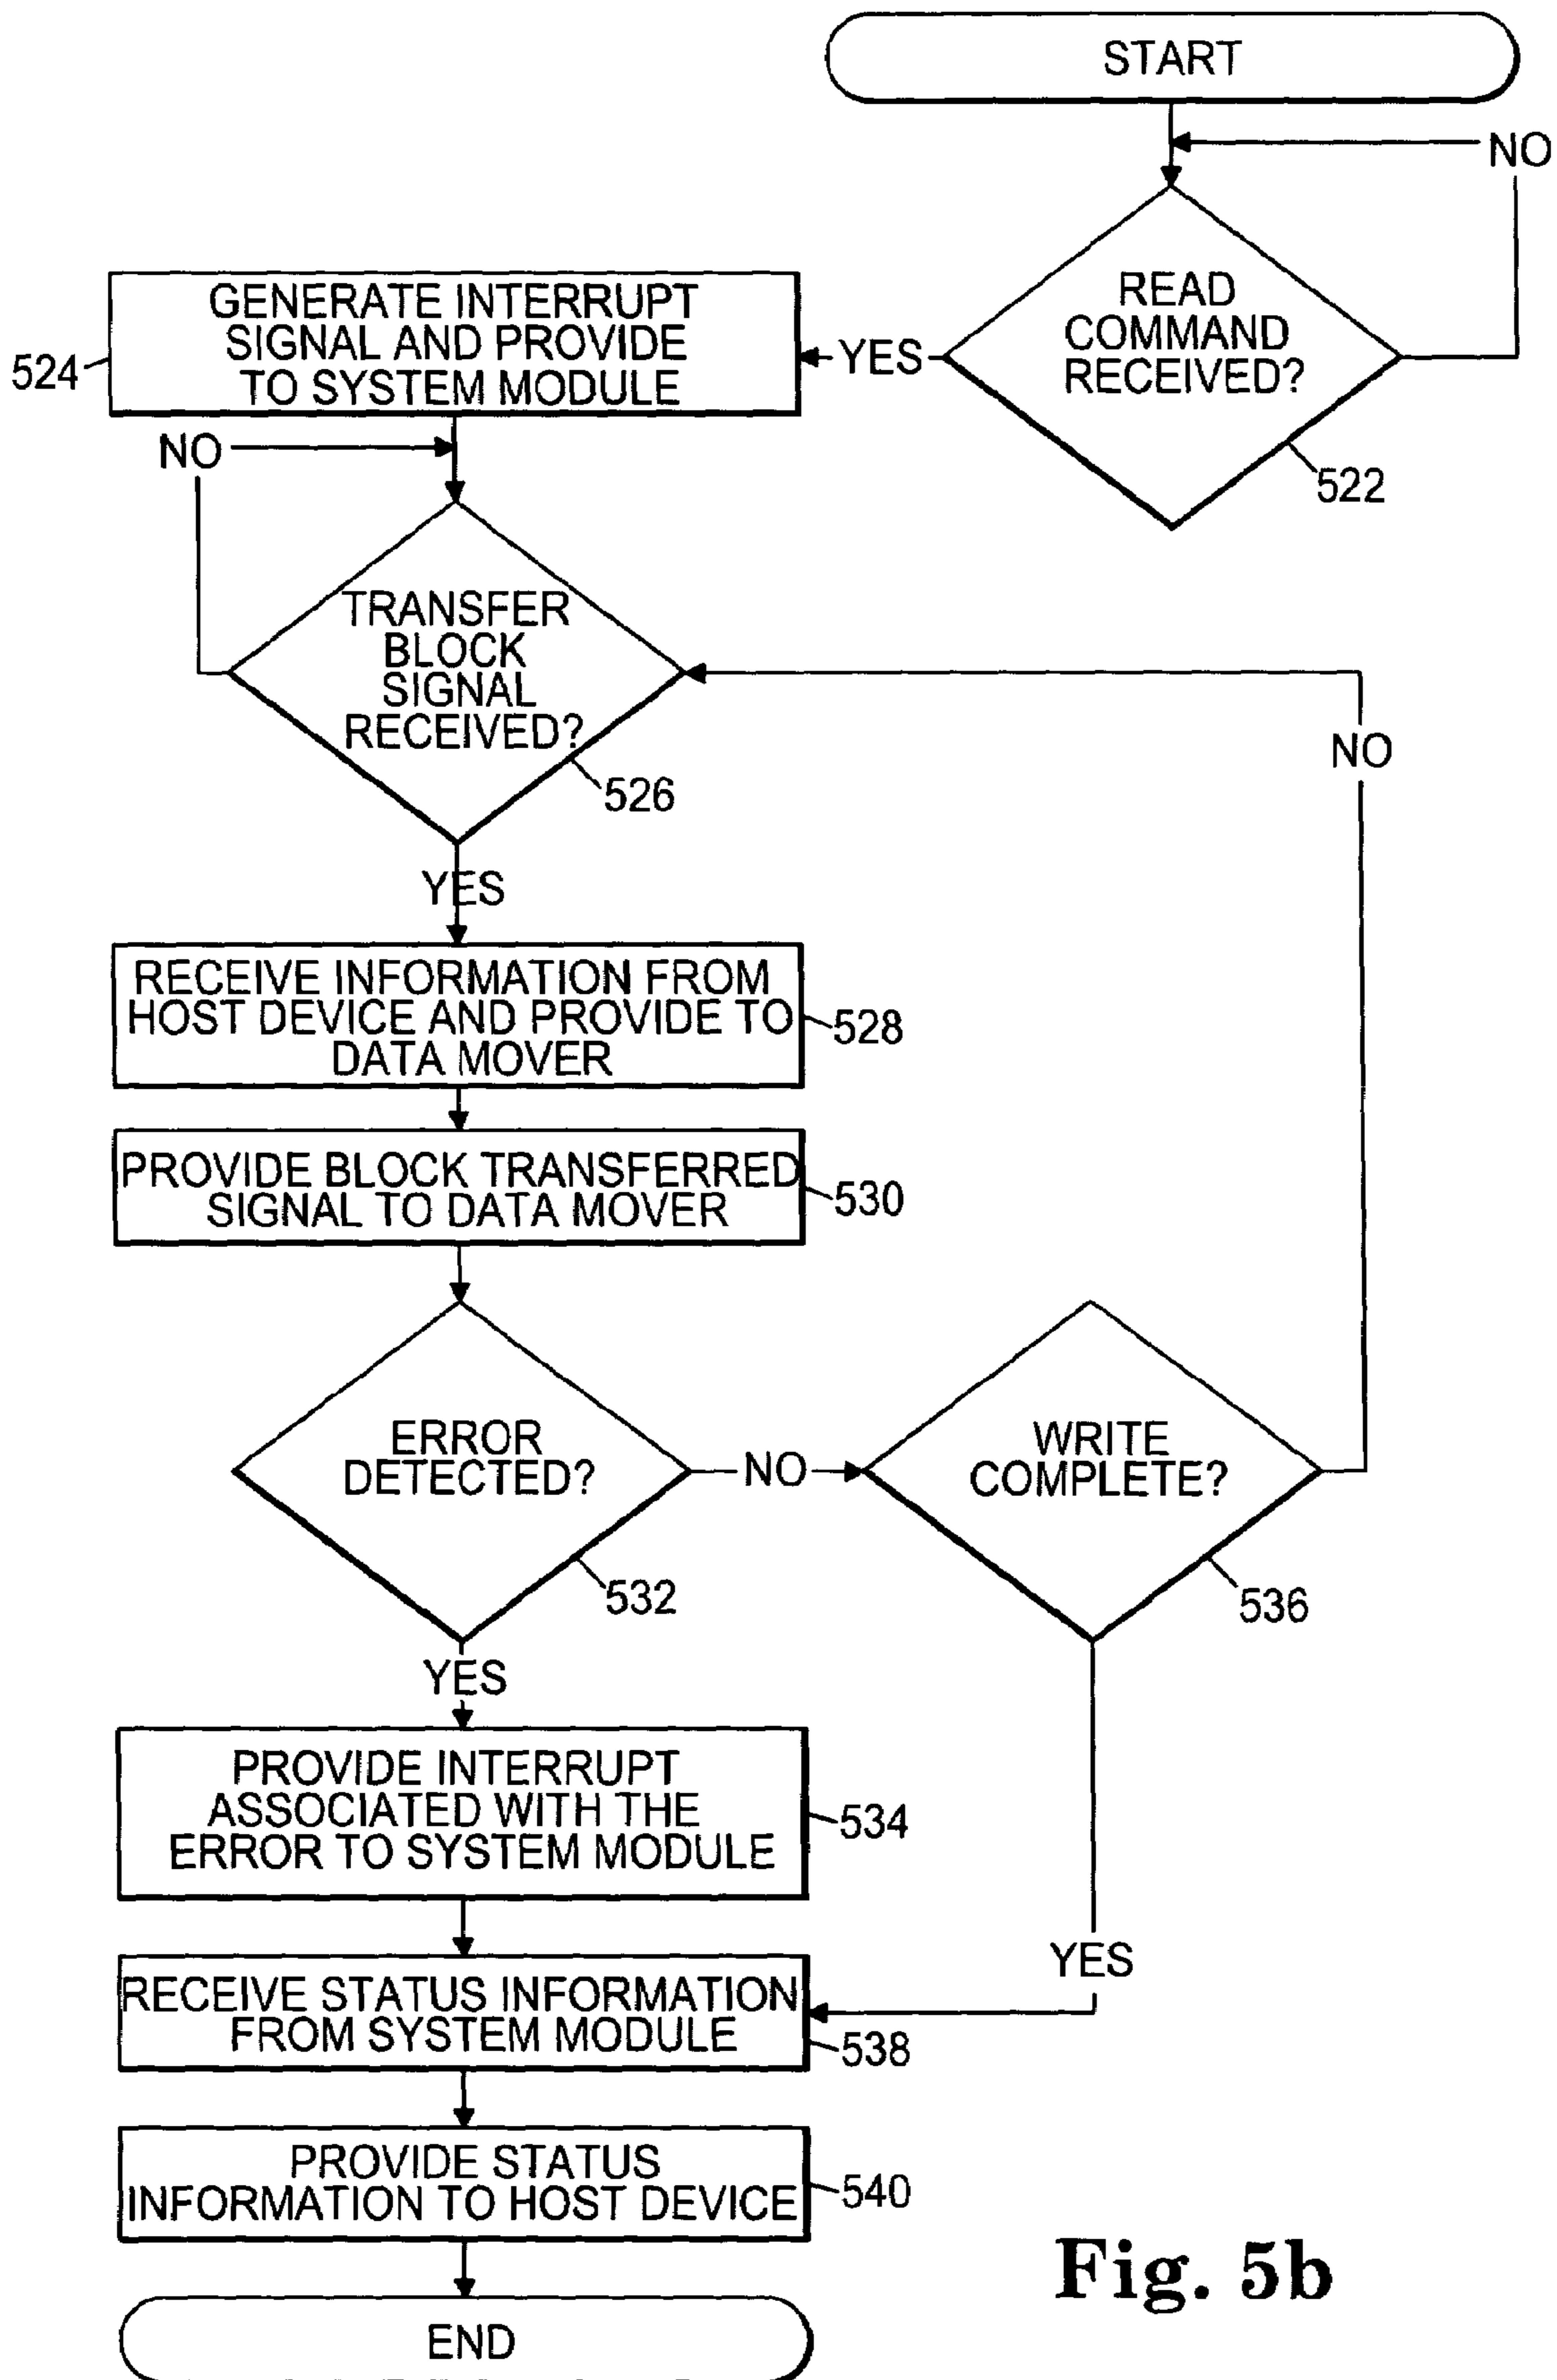 START
NO
READ
COMMAND
RECEIVED?
522
YES
GENERATE INTERRUPT
SIGNAL AND PROVIDE
TO SYSTEM MODULE
524
NO
TRANSFER
BLOCK
SIGNAL
RECEIVED?
526
NO
YES
RECEIVE INFORMATION FROM
HOST DEVICE AND PROVIDE TO
DATA MOVER
528
PROVIDE BLOCK TRANSFERRED
SIGNAL TO DATA MOVER
530
ERROR
DETECTED?
532
NO
WRITE
COMPLETE?
536
YES
PROVIDE INTERRUPT
ASSOCIATED WITH THE
ERROR TO SYSTEM MODULE
534
YES
RECEIVE STATUS INFORMATION
FROM SYSTEM MODULE
538
PROVIDE STATUS
INFORMATION TO HOST DEVICE
540
END
Fig. 5b